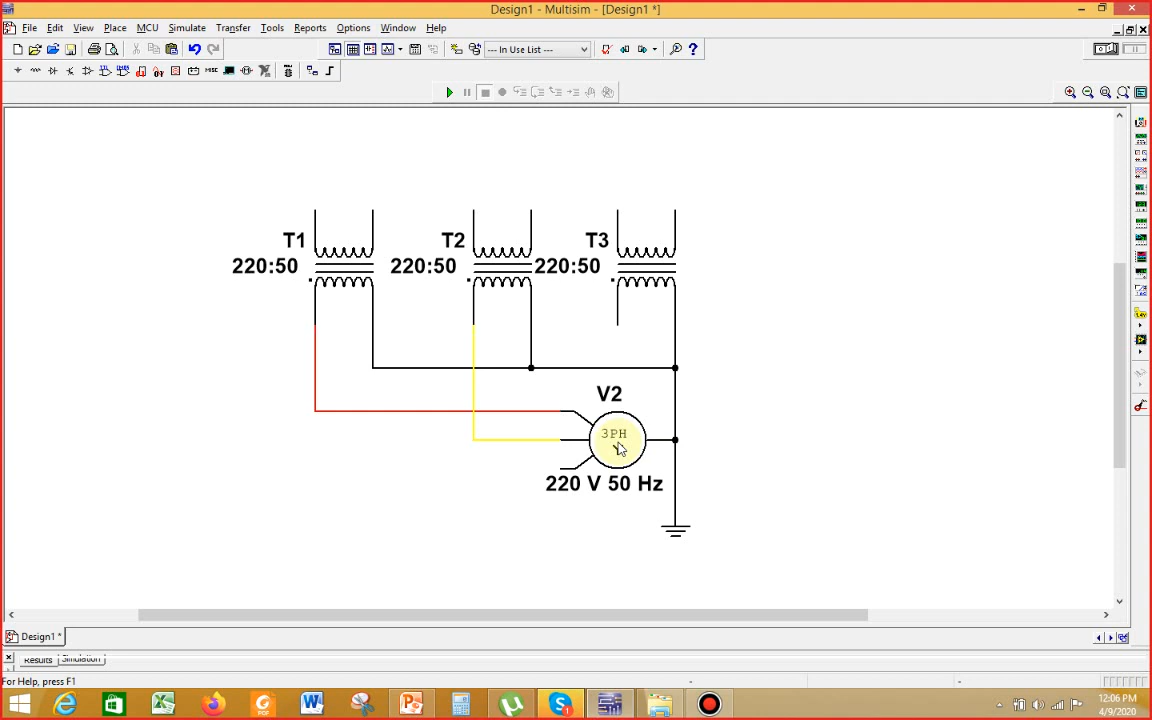 Design1 - Multisim - [Design1 *]
File Edit View Place MCU Simulate Transfer Tools Reports Options Window Help
--- In Use List ---
T1 T2 T3
220:50 220:50 220:50
V2
3PH
220 V 50 Hz
Design1 *
Results Simulation
For Help, press F1
- -
12:06 PM
4/9/2020